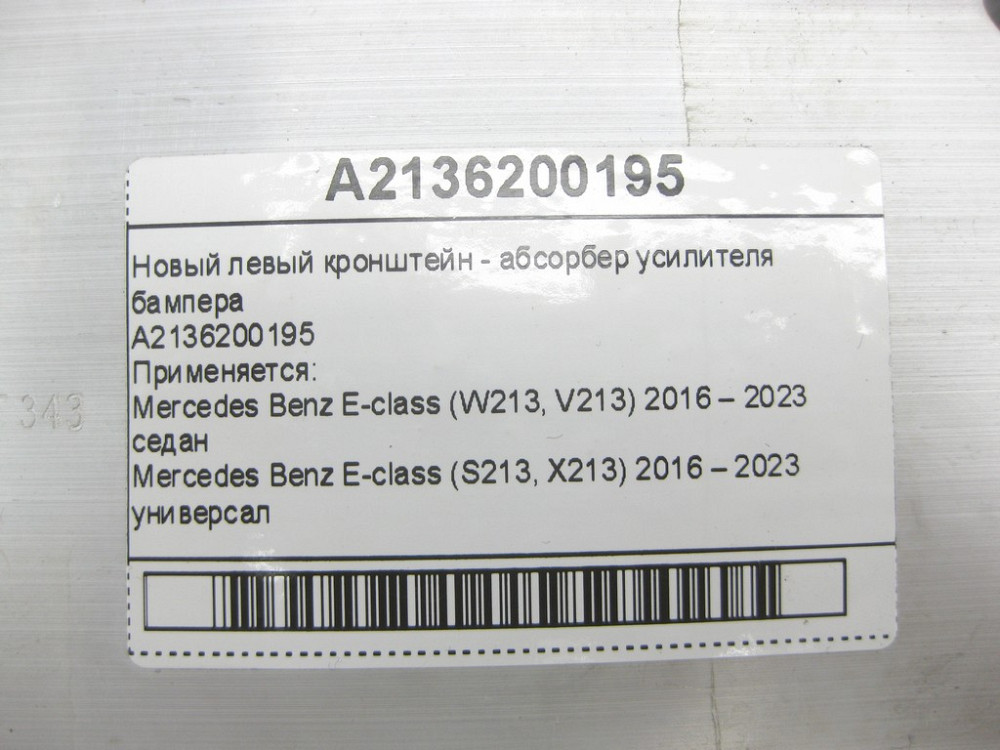 A2136200195
Новый левый кронштейн - абсорбер усилителя
бампера
A2136200195
Применяется:
Mercedes Benz E-class (W213, V213) 2016 – 2023
седан
Mercedes Benz E-class (S213, X213) 2016 – 2023
универсал
343